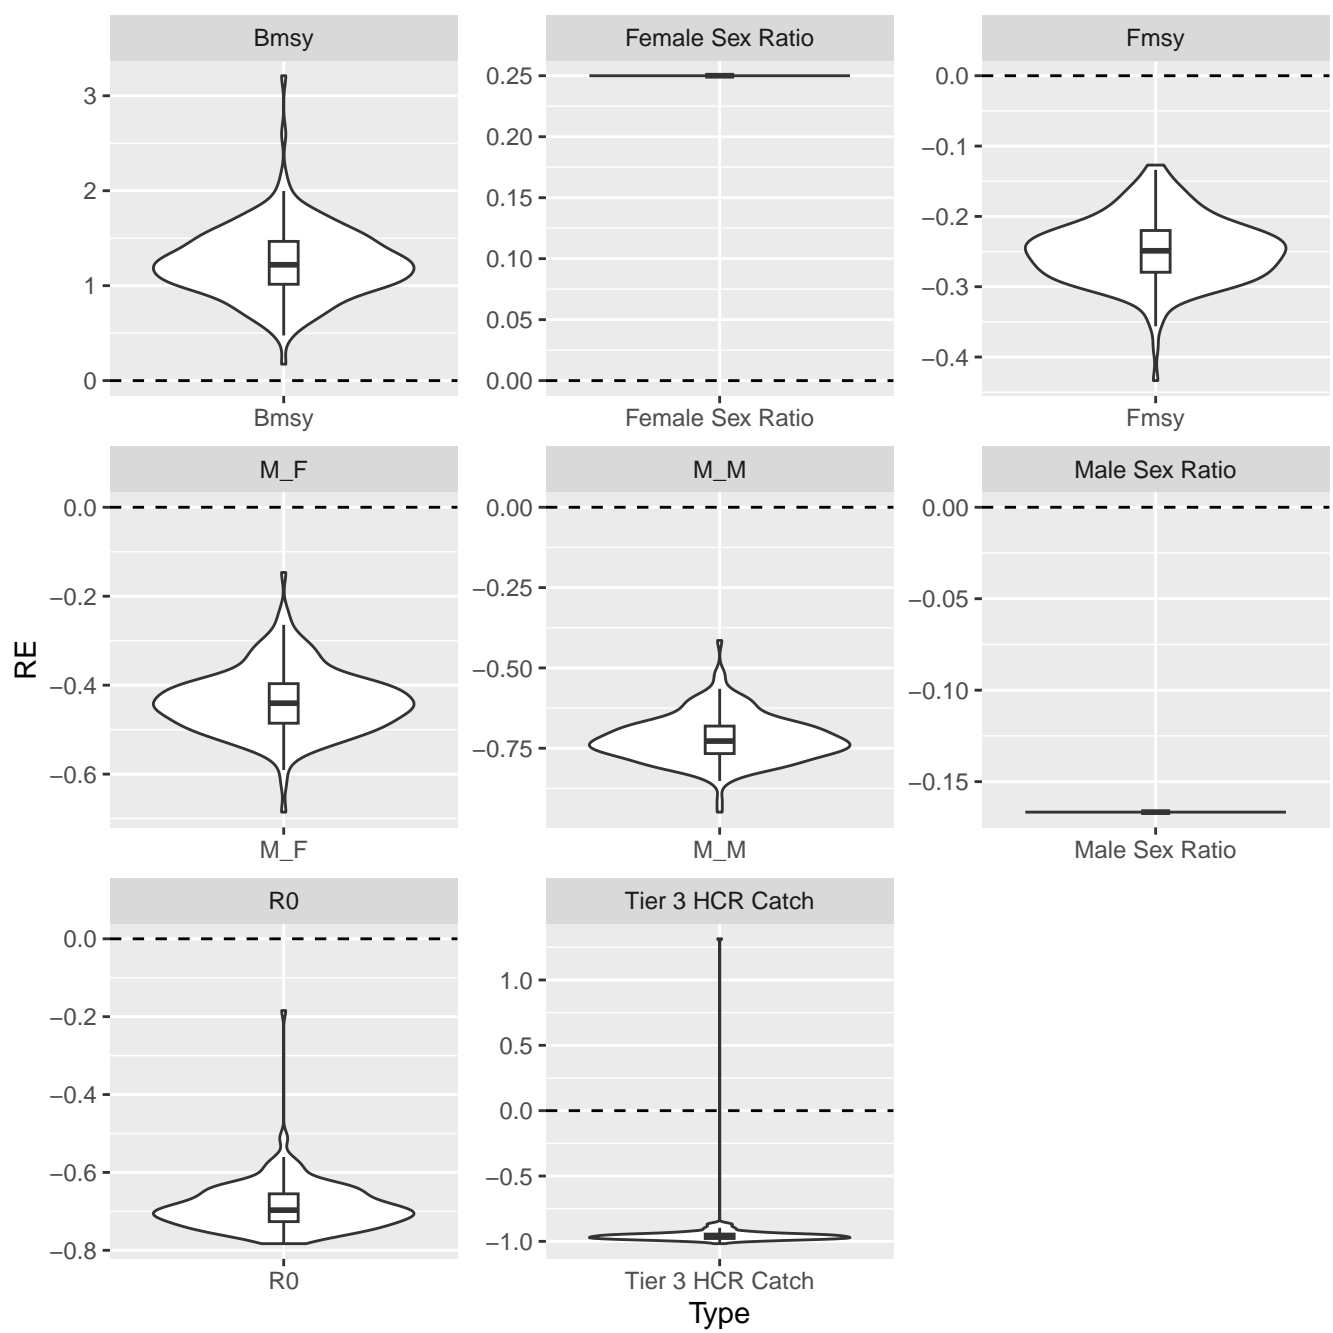 Bmsy
Female Sex Ratio
Fmsy
3
2
1
0
0.25
0.20
0.15
0.10
0.05
0.00
0.0
−0.1
−0.2
−0.3
−0.4
Bmsy
Female Sex Ratio
Fmsy
M_F
M_M
Male Sex Ratio
0.0
−0.2
−0.4
−0.6
0.00
−0.25
−0.50
−0.75
0.00
−0.05
−0.10
−0.15
M_F
M_M
Male Sex Ratio
RE
R0
Tier 3 HCR Catch
0.0
−0.2
−0.4
−0.6
−0.8
1.0
0.5
0.0
−0.5
−1.0
R0
Tier 3 HCR Catch
Type